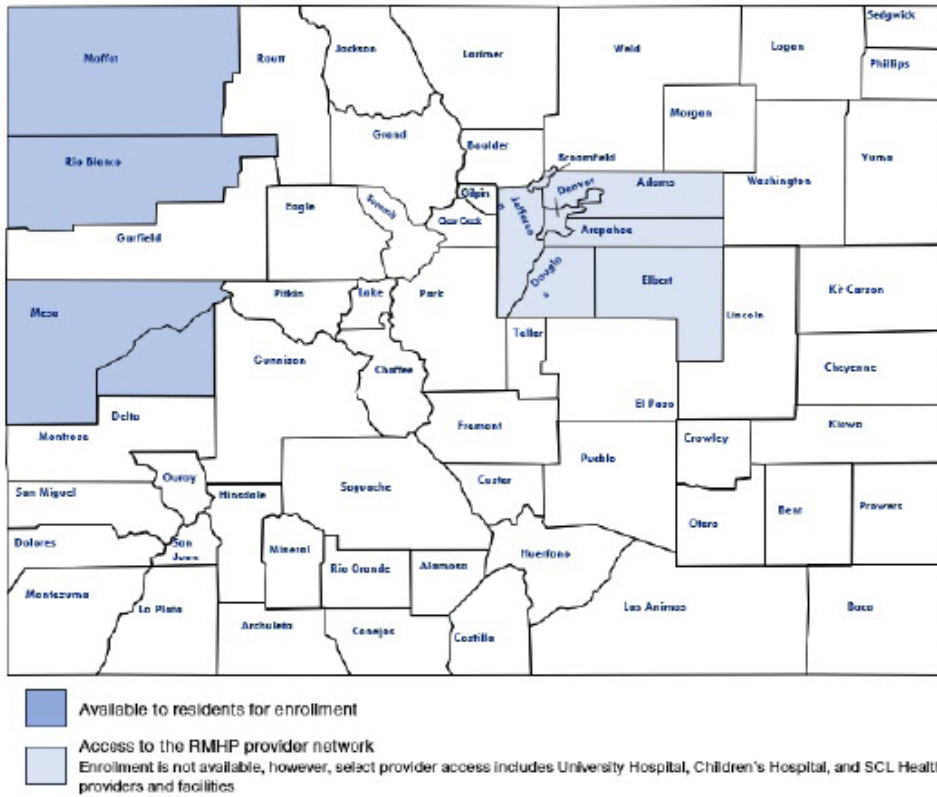 Sedgwick
Moffat
Routt
Jackson
Larimer
Weld
Logan
Phillips
Morgan
Grand
Boulder
Rio Blanco
Broomfield
Yuma
Washington
Denver
Adams
Gilpin
Eagle
Summit
Jefferso
n
Clear Creek
Arapahoe
Garfield
Dougla
s
Elbert
Kit Carson
Pitkin
Lake
Park
Mesa
Lincoln
Teller
Gunnison
Chaffee
Cheyenne
El Paso
Delta
Kiowa
Fremont
Montrose
Crowley
Pueblo
Ouray
Custer
Saguache
San Miguel
Hinsdale
Bent
Prowers
Otero
Dolores
San
Juan
Mineral
Huerfano
Rio Grande
Alamosa
Montezuma
La Plata
Las Animas
Baca
Archuleta
Conejos
Costilla
Available to residents for enrollment
Access to the RMHP provider network
Enrollment is not available, however, select provider access includes University Hospital, Children's Hospital, and SCL Healt
providers and facilities